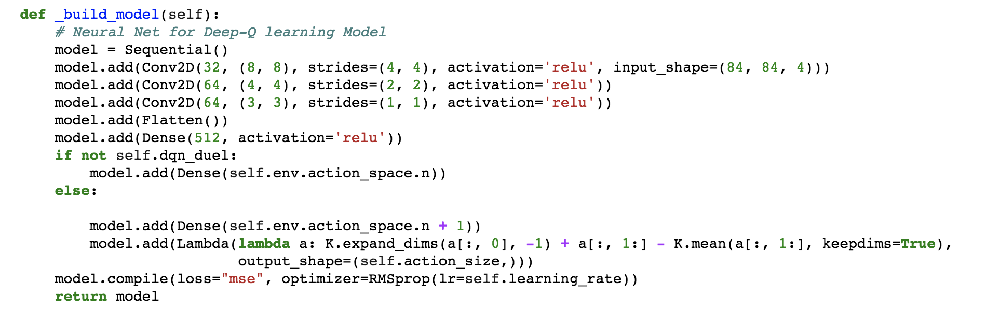 def _build_model(self):
    # Neural Net for Deep-Q learning Model
    model = Sequential()
    model.add(Conv2D(32, (8, 8), strides=(4, 4), activation='relu', input_shape=(84, 84, 4)))
    model.add(Conv2D(64, (4, 4), strides=(2, 2), activation='relu'))
    model.add(Conv2D(64, (3, 3), strides=(1, 1), activation='relu'))
    model.add(Flatten())
    model.add(Dense(512, activation='relu'))
    if not self.dqn_duel:
        model.add(Dense(self.env.action_space.n))
    else:
        model.add(Dense(self.env.action_space.n + 1))
        model.add(Lambda(lambda a: K.expand_dims(a[:, 0], -1) + a[:, 1:] - K.mean(a[:, 1:], keepdims=True),
                         output_shape=(self.action_size,)))
    model.compile(loss="mse", optimizer=RMSprop(lr=self.learning_rate))
    return model